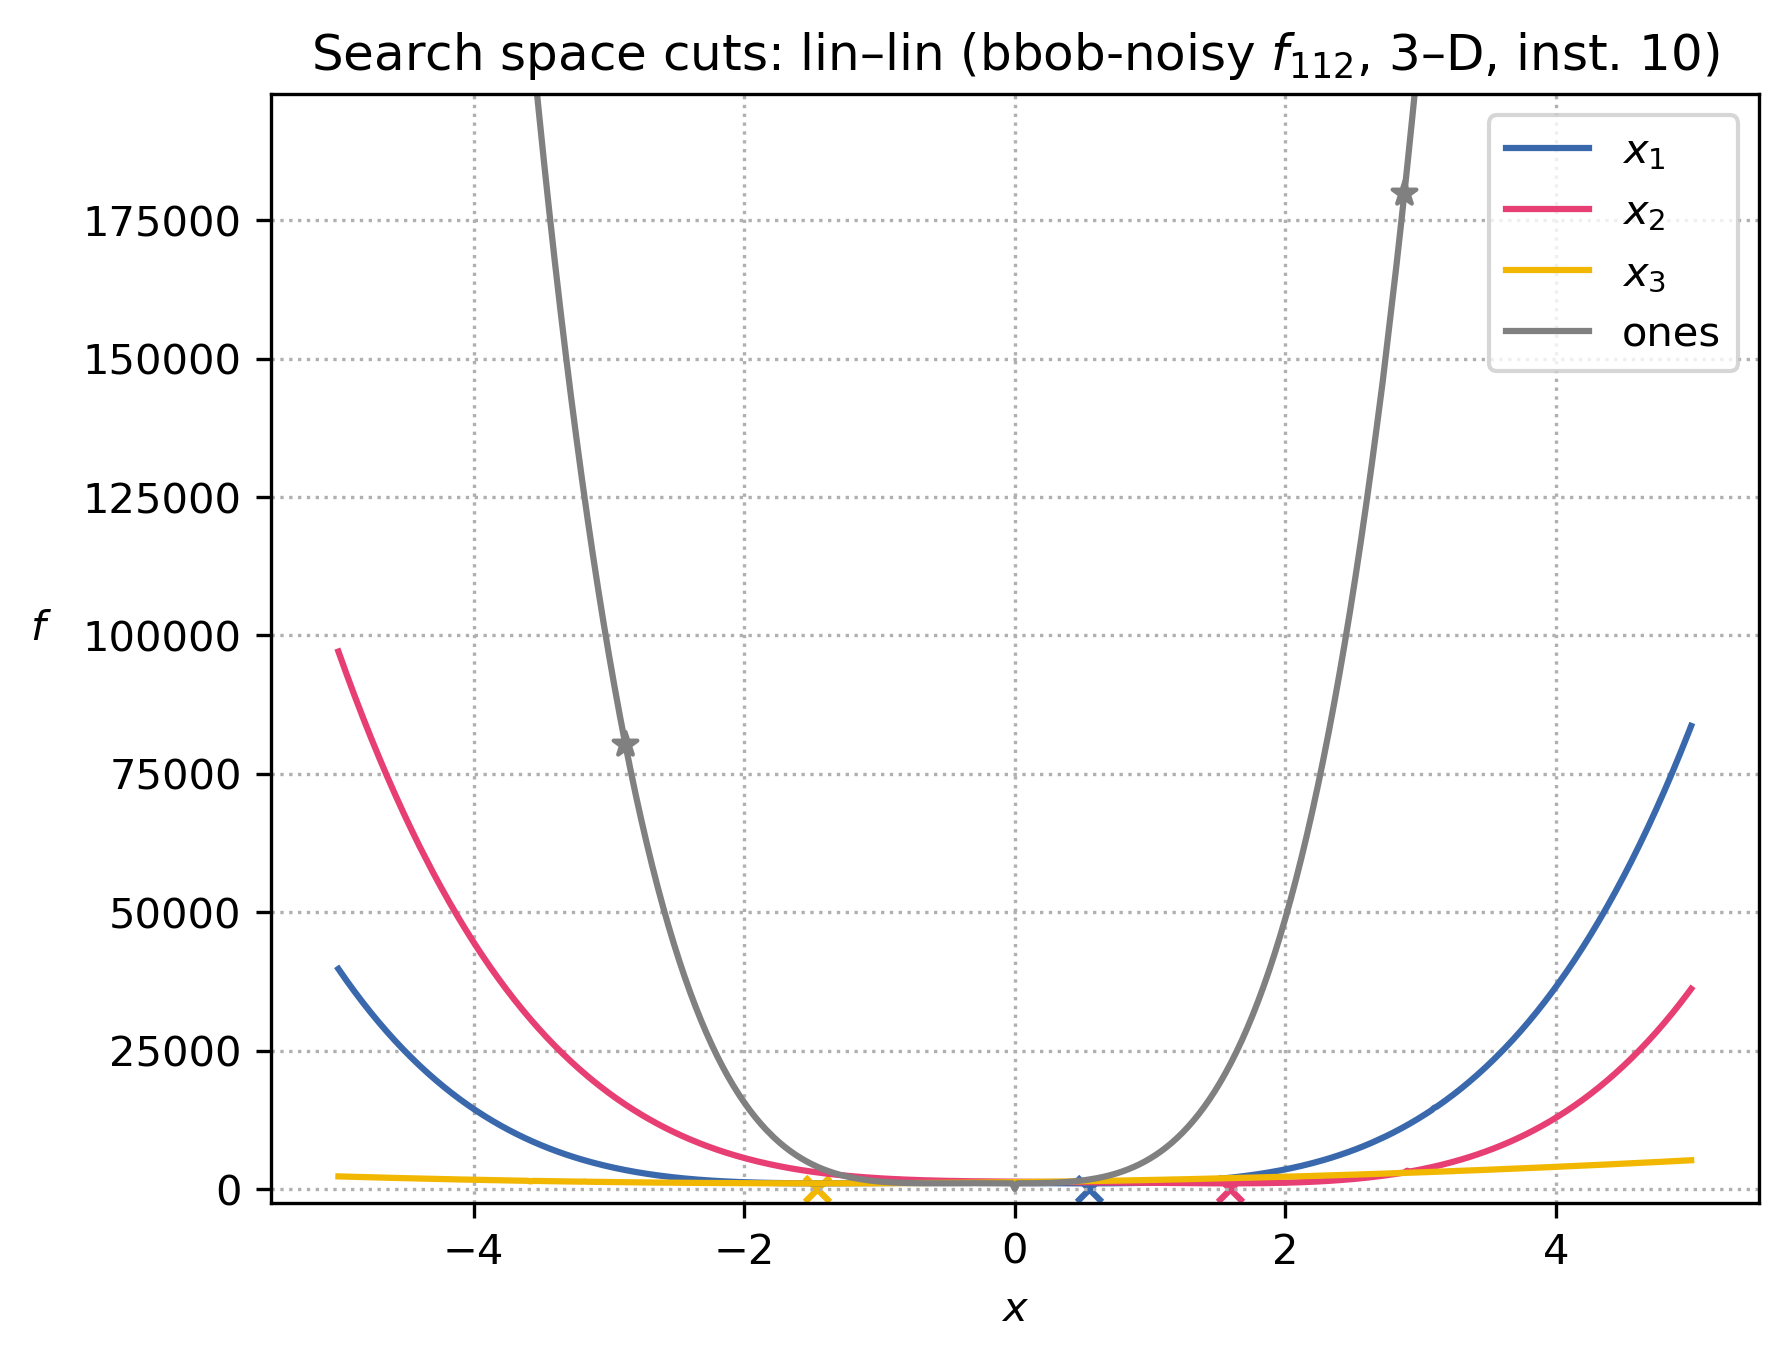 Search space cuts: lin–lin (bbob-noisy f₁₁₂, 3–D, inst. 10)
x₁
x₂
x₃
ones
175000
150000
125000
100000
75000
50000
25000
0
f
−4 −2 0 2 4
x